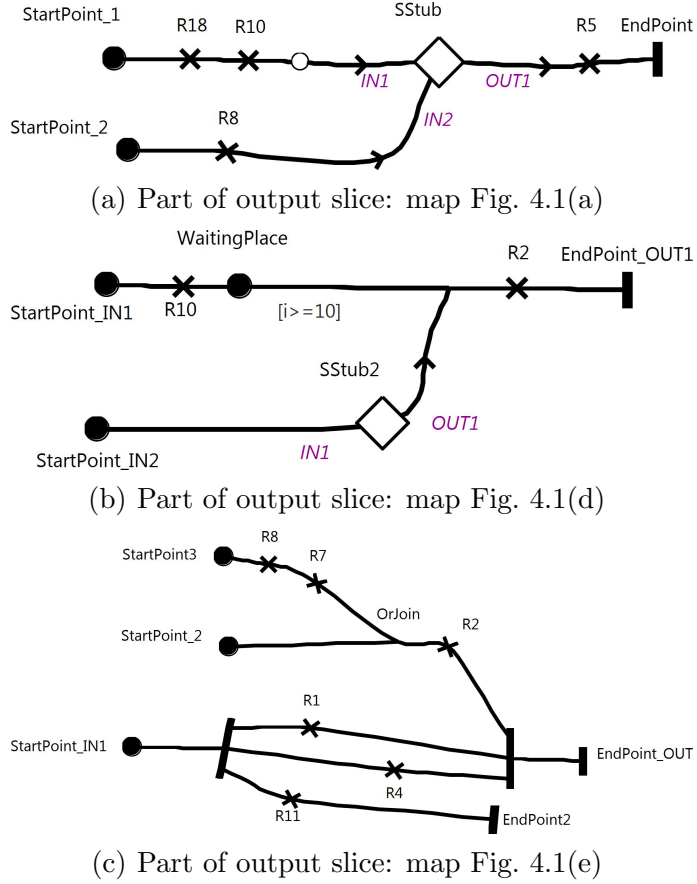 StartPoint_1
R18
R10
SStub
R5
EndPoint
IN1
OUT1
StartPoint_2
R8
IN2
(a) Part of output slice: map Fig. 4.1(a)
WaitingPlace
R2
EndPoint_OUT1
StartPoint_IN1
R10
[i>=10]
SStub2
OUT1
IN1
StartPoint_IN2
(b) Part of output slice: map Fig. 4.1(d)
R8
StartPoint3
R7
OrJoin
StartPoint_2
R2
R1
StartPoint_IN1
EndPoint_OUT
R4
R11
EndPoint2
(c) Part of output slice: map Fig. 4.1(e)